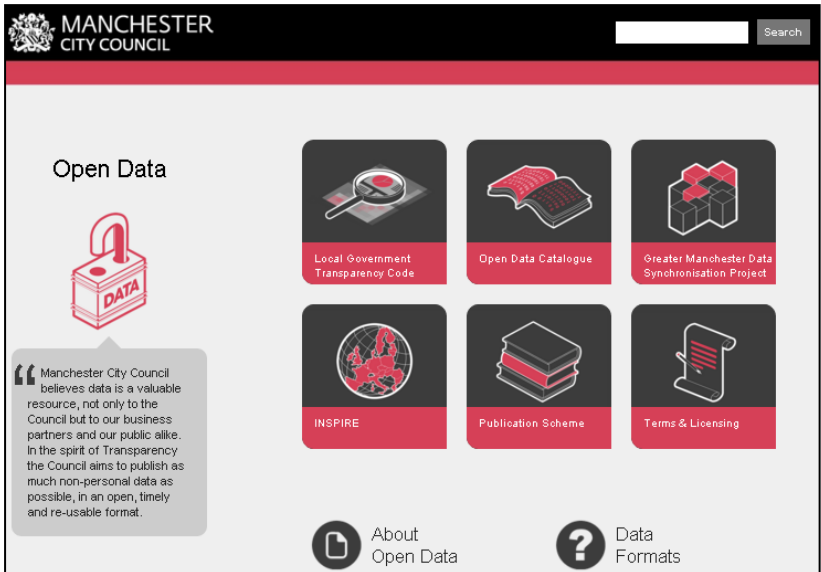 MANCHESTER
CITY COUNCIL
Search
Open Data
DATA
“ Manchester City Council
believes data is a valuable
resource, not only to the
Council but to our business
partners and our public alike.
In the spirit of Transparency
the Council aims to publish as
much non-personal data as
possible, in an open, timely
and re-usable format.
Local Government
Transparency Code
Open Data Catalogue
Greater Manchester Data
Synchronisation Project
INSPIRE
Publication Scheme
Terms & Licensing
About
Open Data
?
Data
Formats